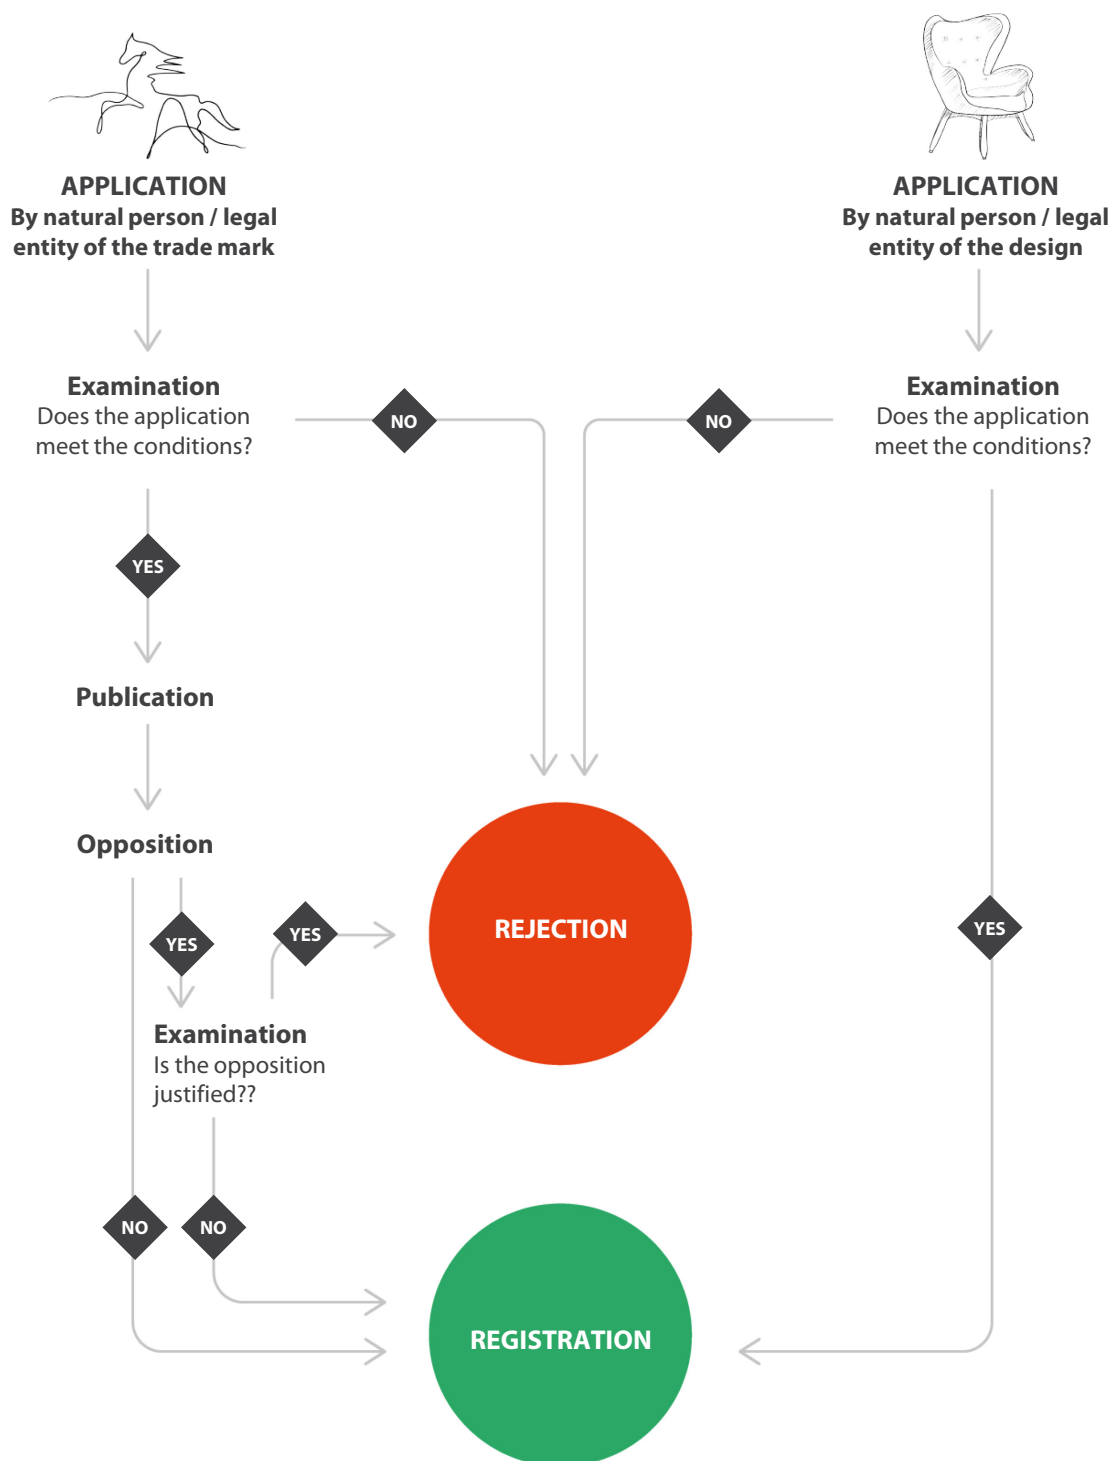 APPLICATION
By natural person / legal
entity of the trade mark
APPLICATION
By natural person / legal
entity of the design
Examination
Does the application
meet the conditions?
NO
NO
Examination
Does the application
meet the conditions?
YES
Publication
Opposition
YES
YES
REJECTION
YES
Examination
Is the opposition
justified??
NO
NO
REGISTRATION